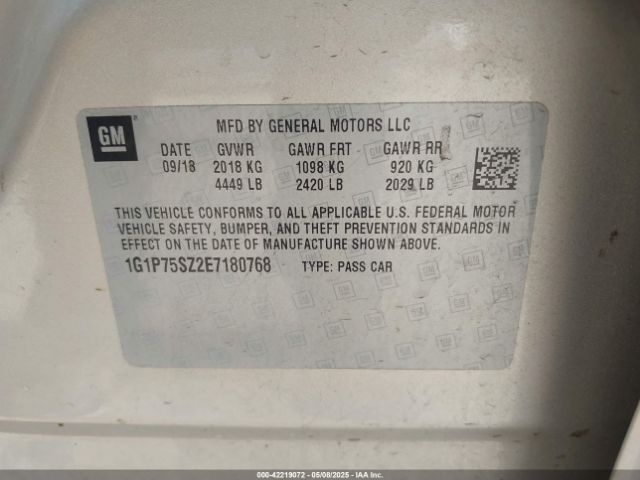 GM
MFD BY GENERAL MOTORS LLC
DATE GVWR GAWR FRT GAWR RR
09/18 2018 KG 1098 KG 920 KG
4449 LB 2420 LB 2029 LB
THIS VEHICLE CONFORMS TO ALL APPLICABLE U.S. FEDERAL MOTOR
VEHICLE SAFETY, BUMPER, AND THEFT PREVENTION STANDARDS IN
EFFECT ON THE DATE OF MANUFACTURE SHOWN ABOVE.
1G1P75SZ2E7180768 TYPE: PASS CAR
000-42219072 05/08/2025 IAAI, Inc.